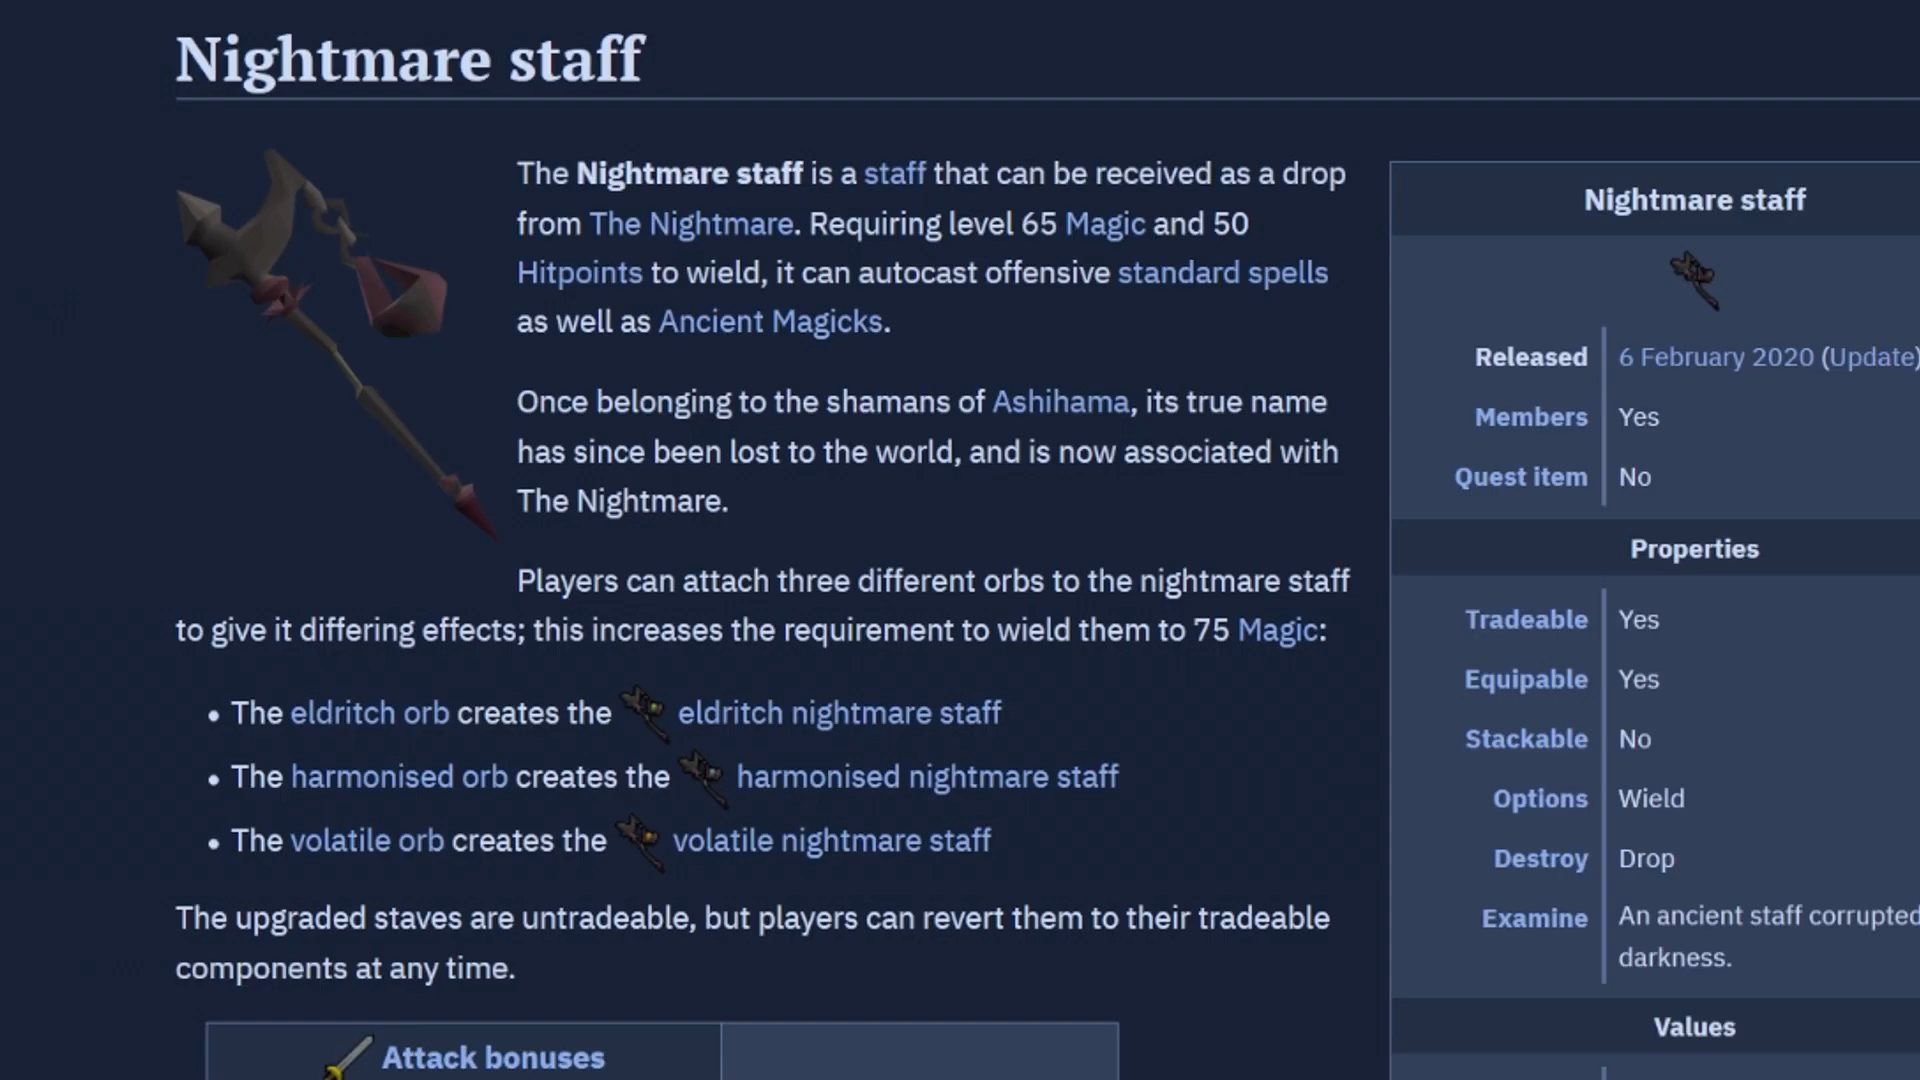 Nightmare staff
The Nightmare staff is a staff that can be received as a drop
from The Nightmare. Requiring level 65 Magic and 50
Hitpoints to wield, it can autocast offensive standard spells
as well as Ancient Magicks.
Once belonging to the shamans of Ashihama, its true name
has since been lost to the world, and is now associated with
The Nightmare.
Players can attach three different orbs to the nightmare staff
to give it differing effects; this increases the requirement to wield them to 75 Magic:
• The eldritch orb creates the eldritch nightmare staff
• The harmonised orb creates the harmonised nightmare staff
• The volatile orb creates the volatile nightmare staff
The upgraded staves are untradeable, but players can revert them to their tradeable
components at any time.
Attack bonuses
Nightmare staff
Released 6 February 2020 (Update)
Members Yes
Quest item No
Properties
Tradeable Yes
Equipable Yes
Stackable No
Options Wield
Destroy Drop
Examine An ancient staff corrupted
darkness.
Values